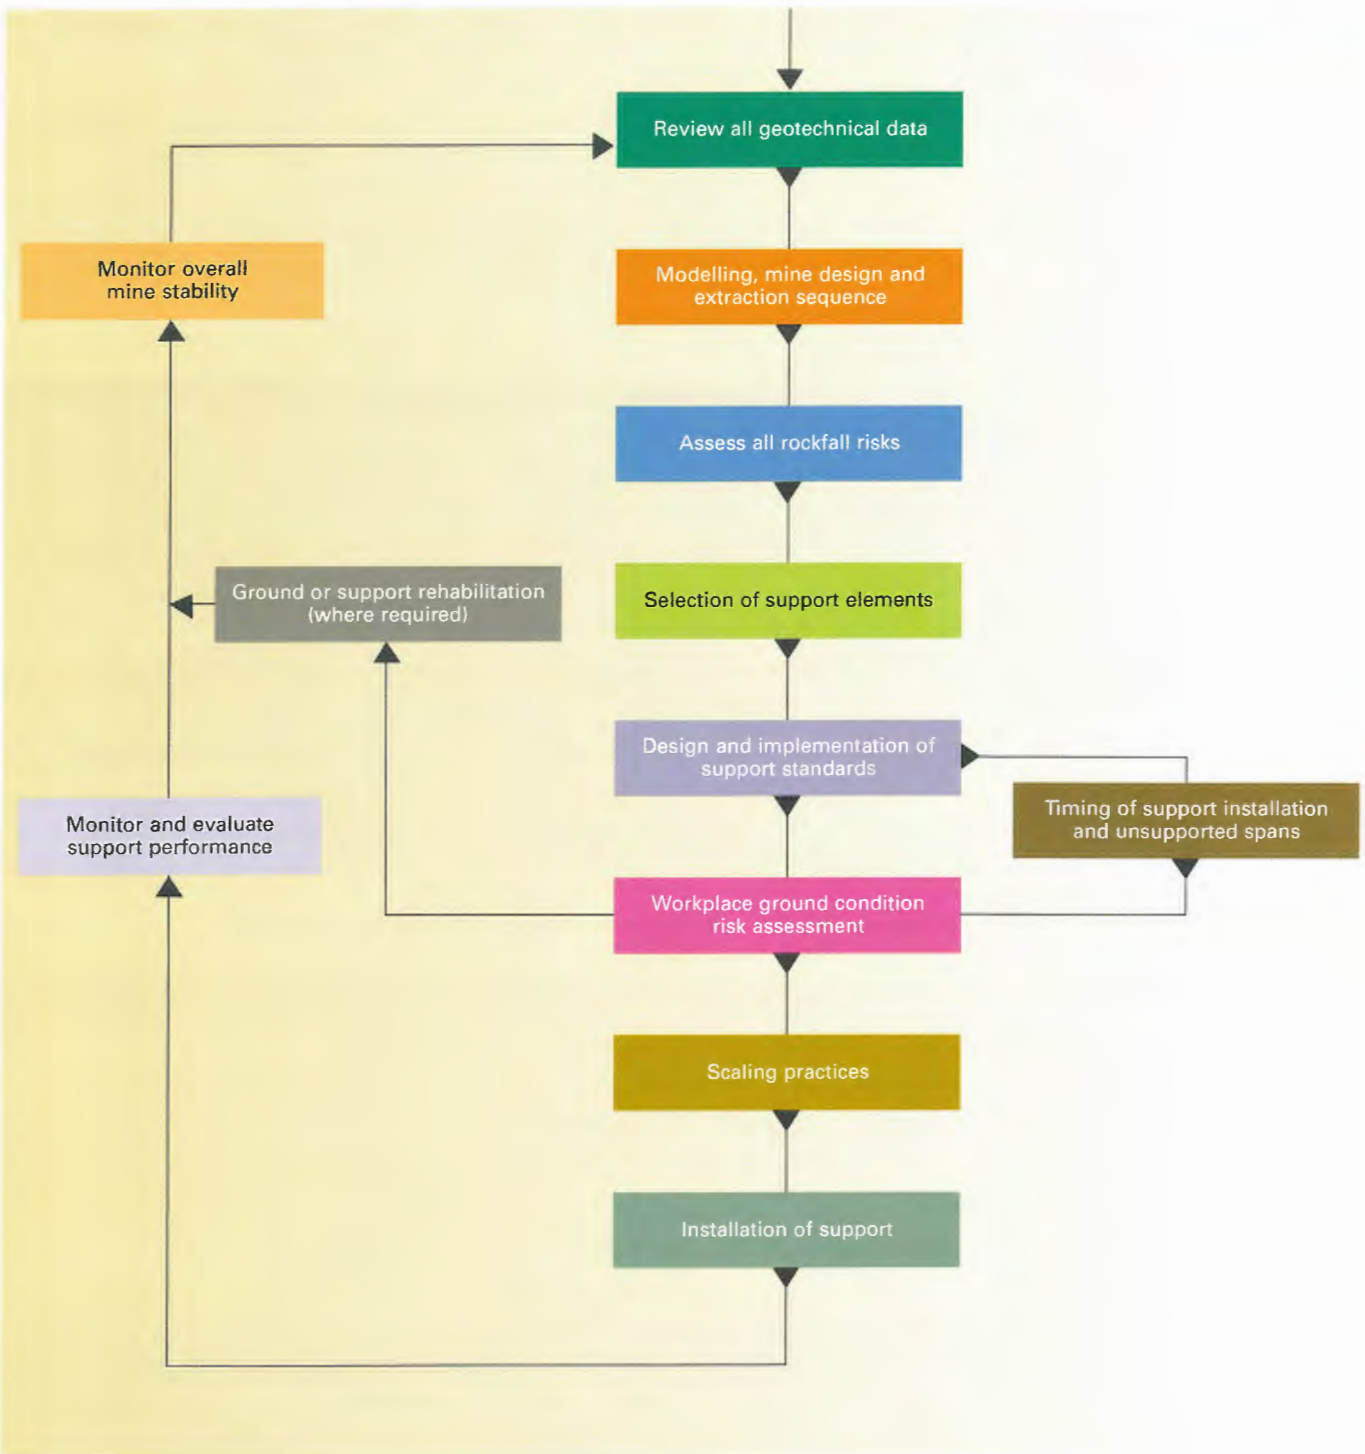 Review all geotechnical data
Monitor overall
mine stability
Modelling, mine design and
extraction sequence
Assess all rockfall risks
Ground or support rehabilitation
(where required)
Selection of support elements
Design and implementation of
support standards
Timing of support installation
and unsupported spans
Monitor and evaluate
support performance
Workplace ground condition
risk assessment
Scaling practices
Installation of support